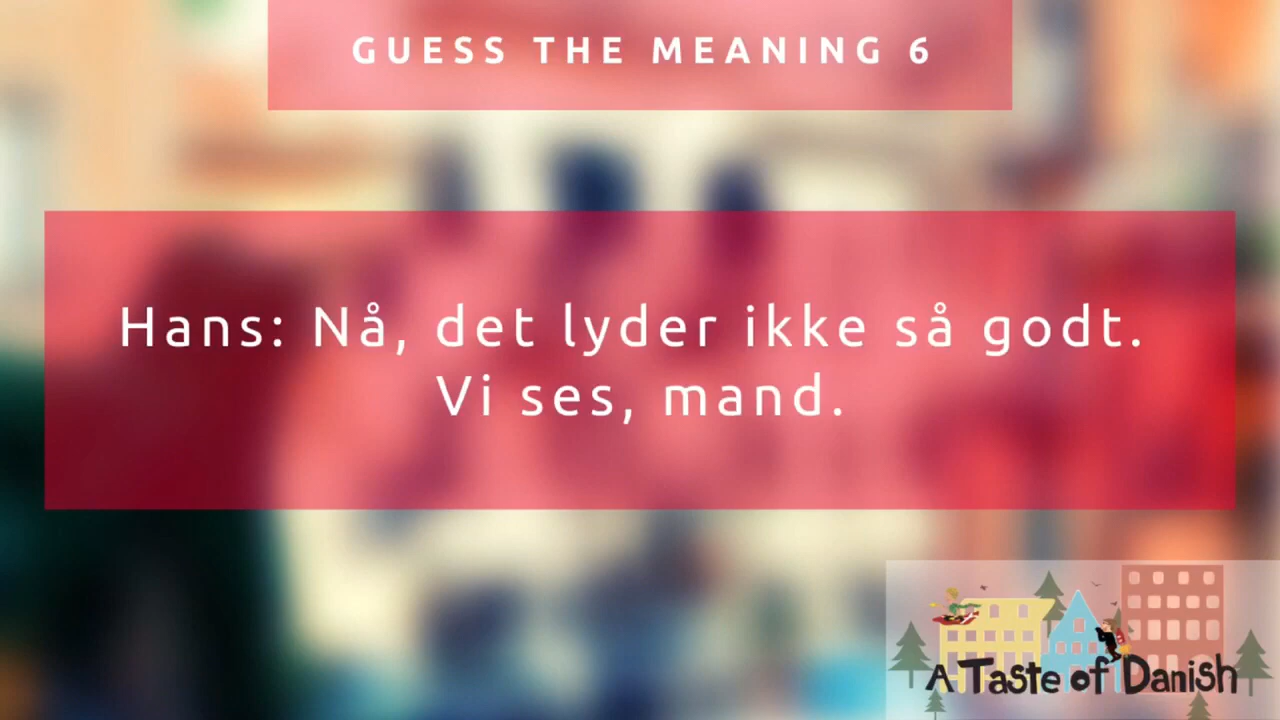 GUESS THE MEANING 6
Hans: Nå, det lyder ikke så godt.
Vi ses, mand.
A Taste of Danish